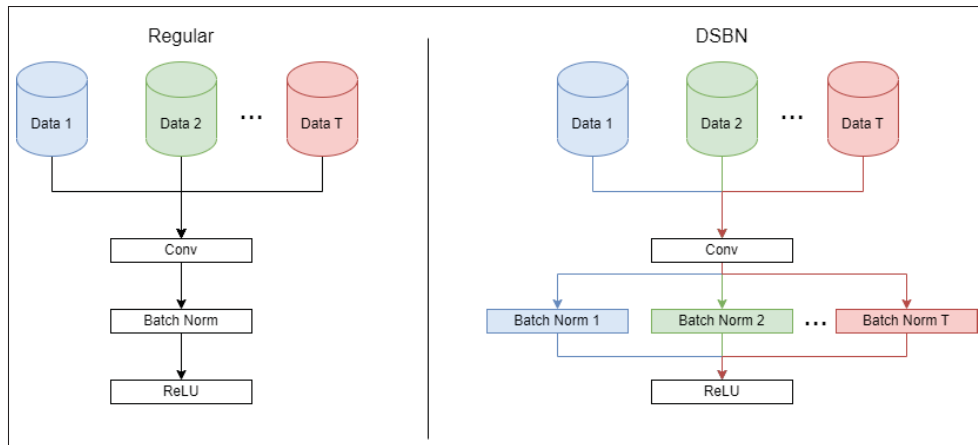 Regular
Data 1
Data 2
...
Data T
Conv
Batch Norm
ReLU
DSBN
Data 1
Data 2
...
Data T
Conv
Batch Norm 1
Batch Norm 2
...
Batch Norm T
ReLU